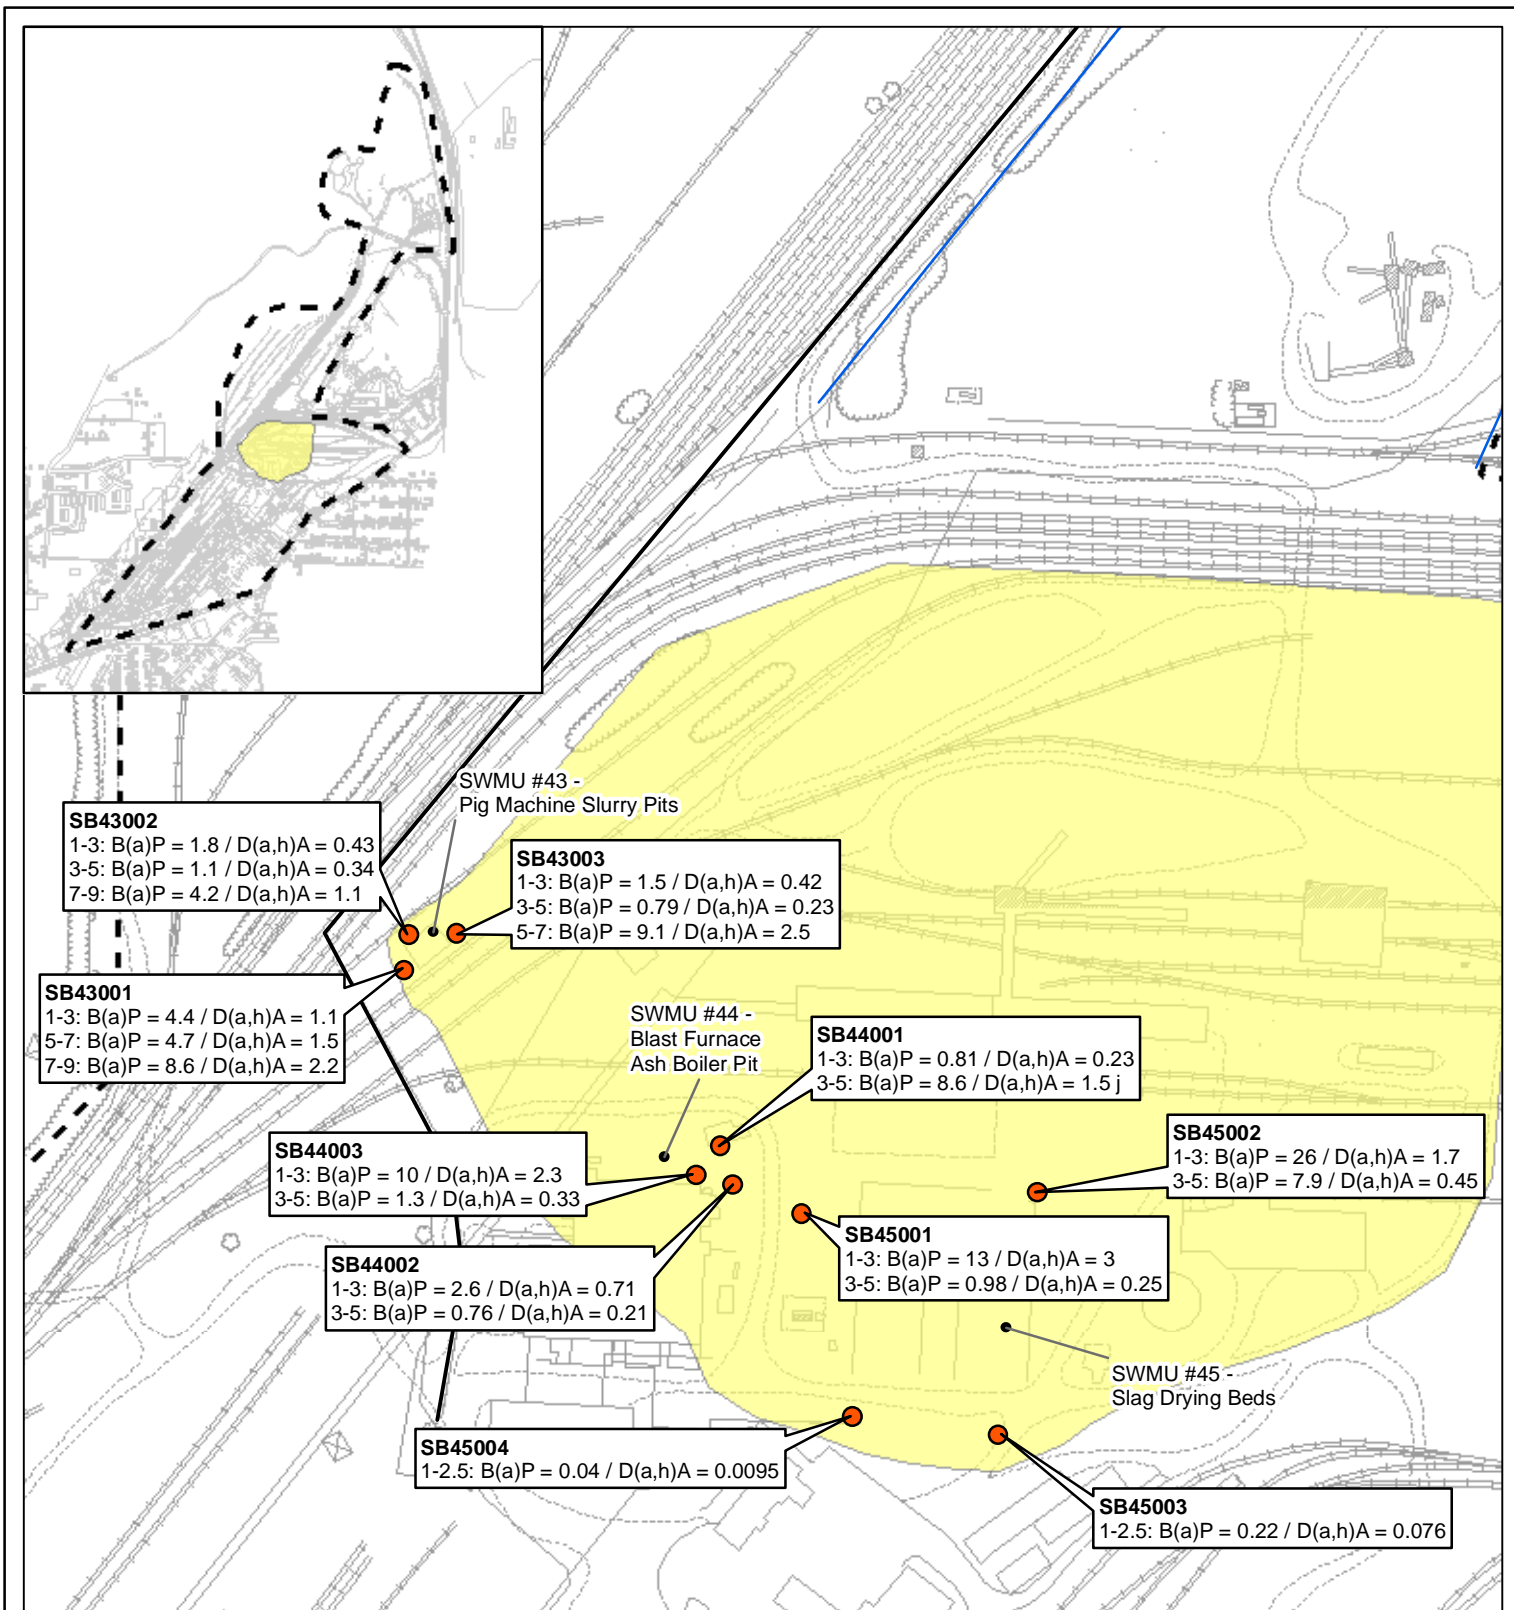 SWMU #43 -
Pig Machine Slurry Pits
SB43002
1-3: B(a)P = 1.8 / D(a,h)A = 0.43
3-5: B(a)P = 1.1 / D(a,h)A = 0.34
7-9: B(a)P = 4.2 / D(a,h)A = 1.1
SB43003
1-3: B(a)P = 1.5 / D(a,h)A = 0.42
3-5: B(a)P = 0.79 / D(a,h)A = 0.23
5-7: B(a)P = 9.1 / D(a,h)A = 2.5
SB43001
1-3: B(a)P = 4.4 / D(a,h)A = 1.1
5-7: B(a)P = 4.7 / D(a,h)A = 1.5
7-9: B(a)P = 8.6 / D(a,h)A = 2.2
SWMU #44 -
Blast Furnace
Ash Boiler Pit
SB44001
1-3: B(a)P = 0.81 / D(a,h)A = 0.23
3-5: B(a)P = 8.6 / D(a,h)A = 1.5 j
SB44003
1-3: B(a)P = 10 / D(a,h)A = 2.3
3-5: B(a)P = 1.3 / D(a,h)A = 0.33
SB45002
1-3: B(a)P = 26 / D(a,h)A = 1.7
3-5: B(a)P = 7.9 / D(a,h)A = 0.45
SB45001
1-3: B(a)P = 13 / D(a,h)A = 3
3-5: B(a)P = 0.98 / D(a,h)A = 0.25
SB44002
1-3: B(a)P = 2.6 / D(a,h)A = 0.71
3-5: B(a)P = 0.76 / D(a,h)A = 0.21
SWMU #45 -
Slag Drying Beds
SB45004
1-2.5: B(a)P = 0.04 / D(a,h)A = 0.0095
SB45003
1-2.5: B(a)P = 0.22 / D(a,h)A = 0.076